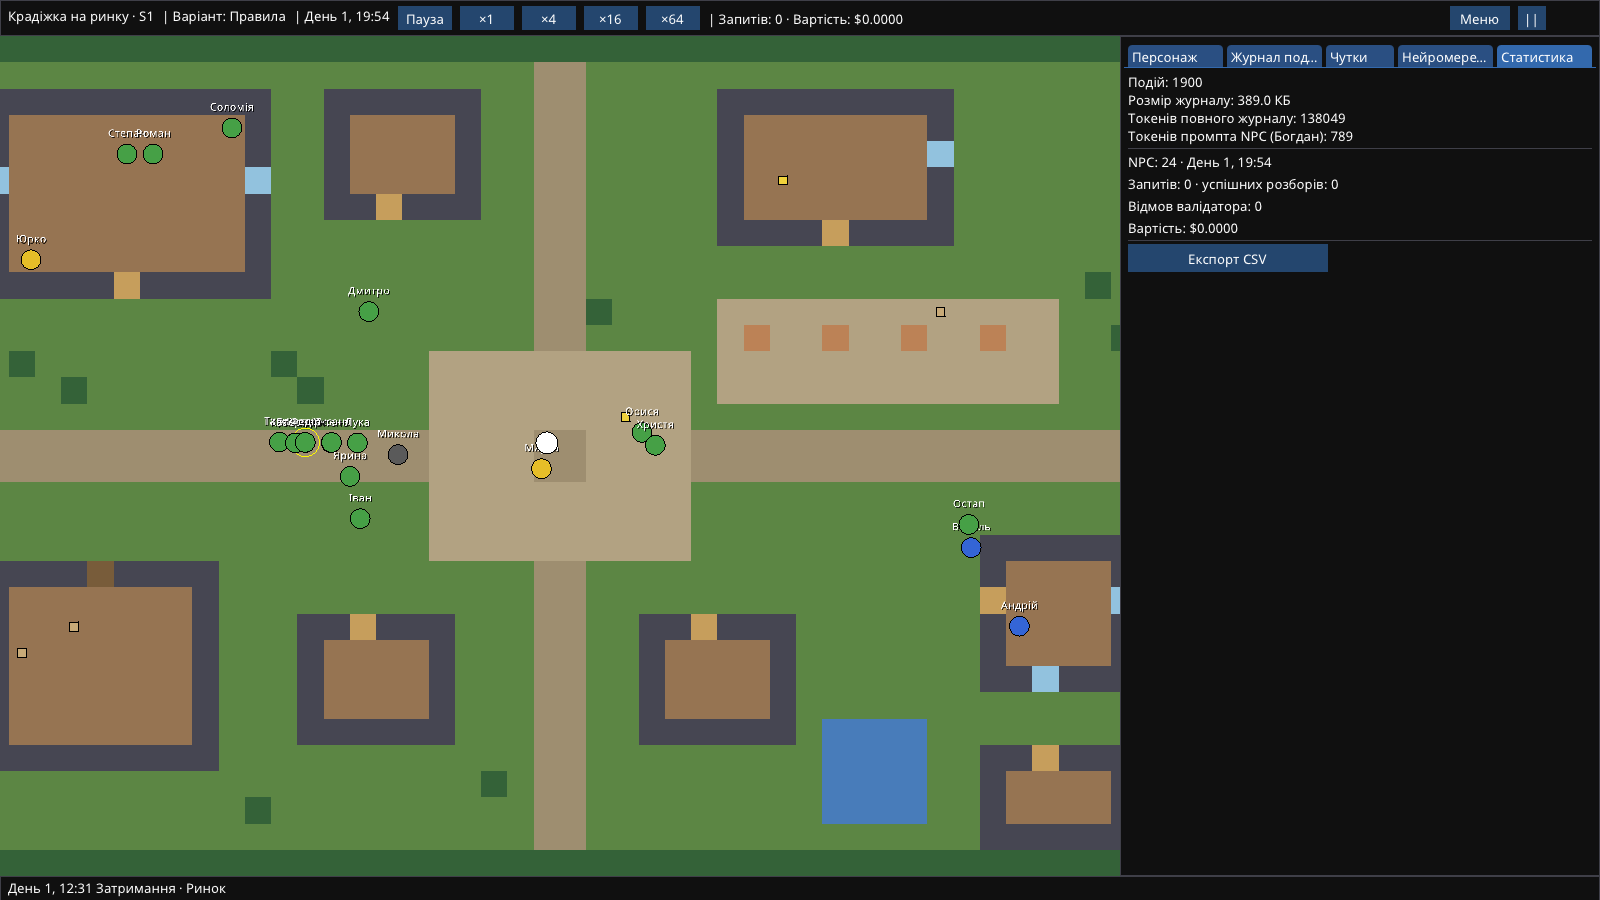 Крадіжка на ринку · S1 | Варіант: Правила | День 1, 19:54 Пауза ×1 ×4 ×16 ×64 | Запитів: 0 · Вартість: $0.0000 Меню ||
Персонаж Журнал под... Чутки Нейромере... Статистика
Подій: 1900
Розмір журналу: 389.0 КБ
Токенів повного журналу: 138049
Токенів промпта NPC (Богдан): 789
NPC: 24 · День 1, 19:54
Запитів: 0 · успішних розборів: 0
Відмов валідатора: 0
Вартість: $0.0000
Експорт CSV
Соломія
Роман
Юрко
Дмитро
Лука
Микола
Ярина
Іван
Христя
Остап
Андрій
День 1, 12:31 Затримання · Ринок